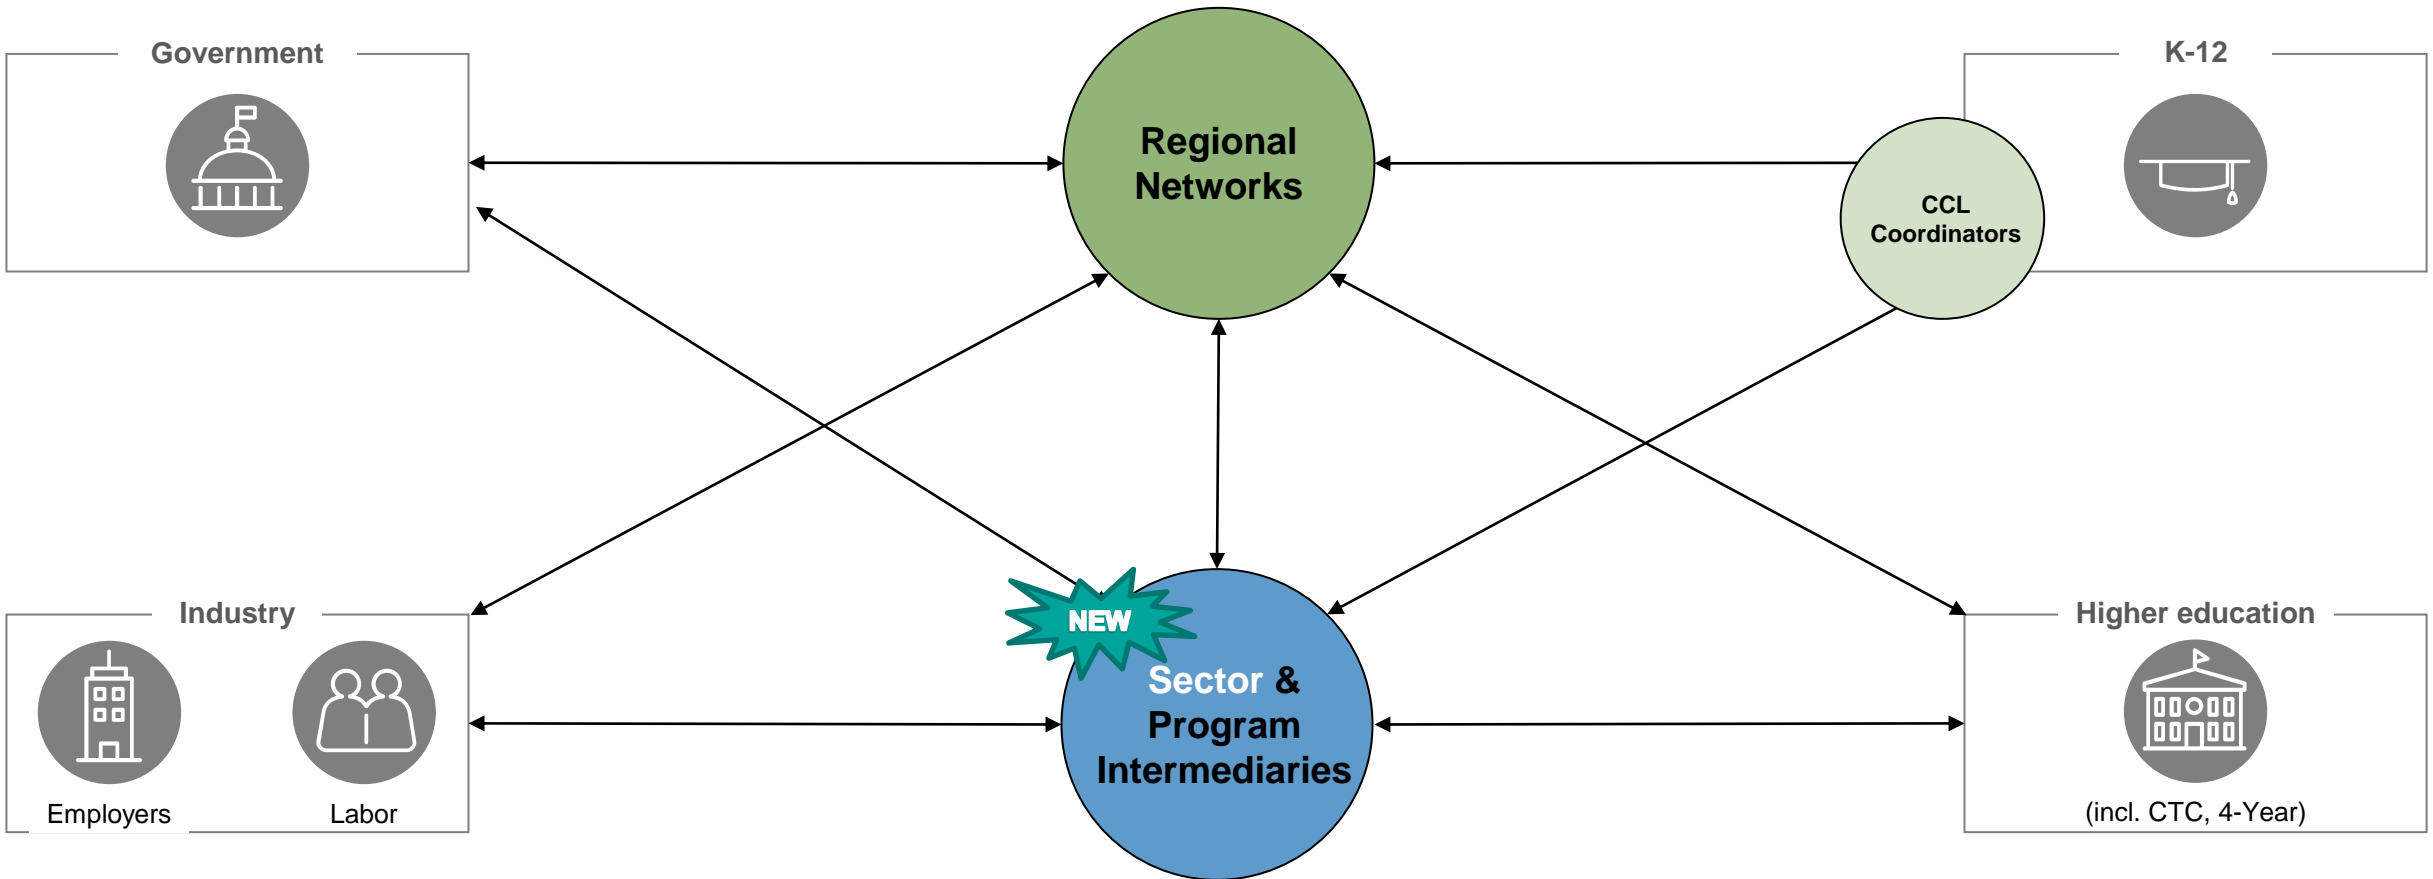 Government
Regional
Networks
K-12
CCL
Coordinators
Industry
Employers
Labor
NEW
Sector &
Program
Intermediaries
Higher education
(incl. CTC, 4-Year)